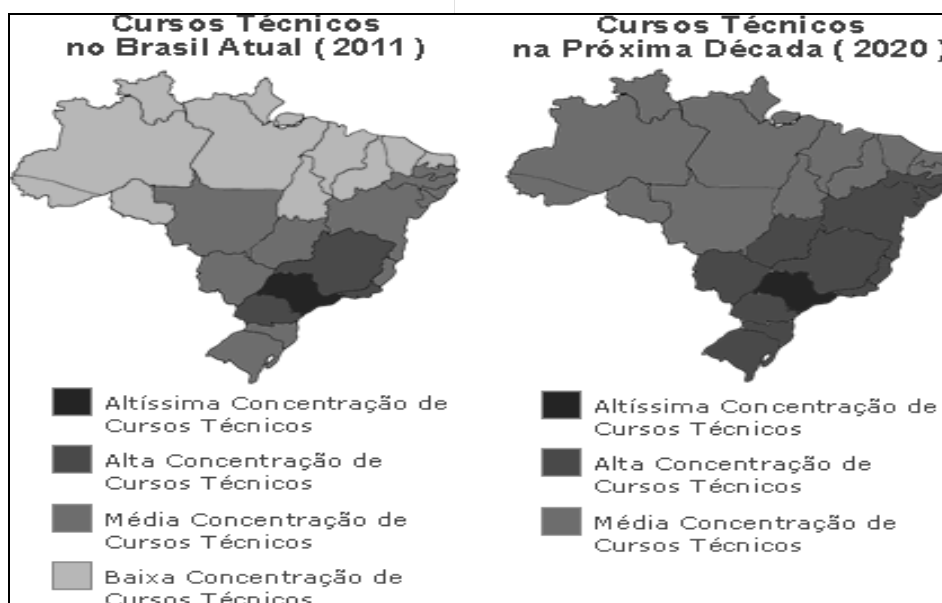 Cursos Técnicos
no Brasil Atual ( 2011 )
Altíssima Concentração de
Cursos Técnicos
Alta Concentração de
Cursos Técnicos
Média Concentração de
Cursos Técnicos
Baixa Concentração de
Cursos Técnicos
Cursos Técnicos
na Próxima Década ( 2020 )
Altíssima Concentração de
Cursos Técnicos
Alta Concentração de
Cursos Técnicos
Média Concentração de
Cursos Técnicos